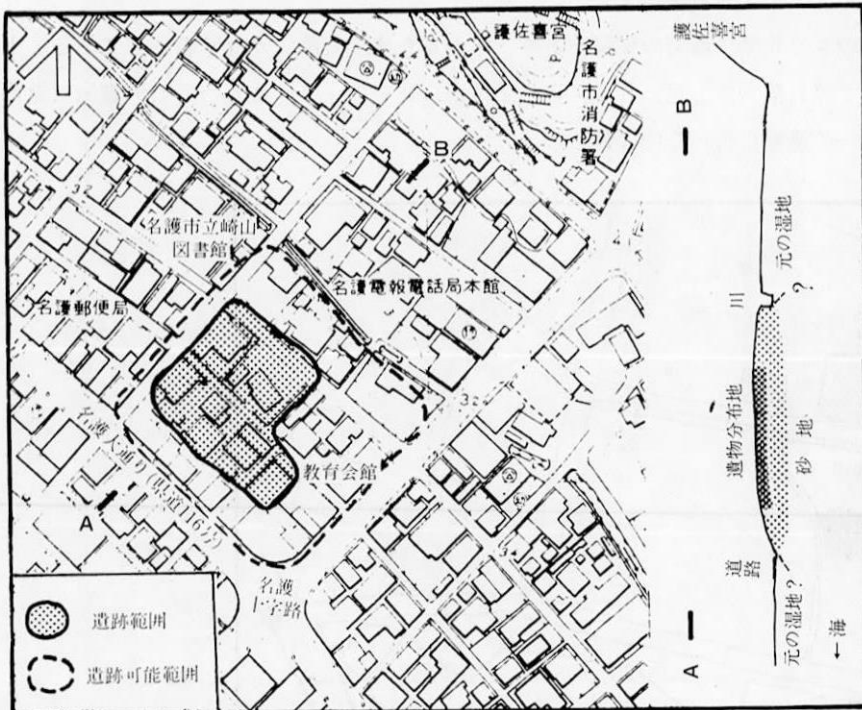 護佐喜宮
名護市消防署
B
32
名護市立崎山
図書館
名護電報電話局本館
名護郵便局
32
教育会館
名護大通り(県道116号)
A
名護
十字路
遺跡範囲
遺跡可能範囲
護佐喜宮
B
元の湿地
?
川
遺物分布地
砂地
道路
元の湿地?
A
←海